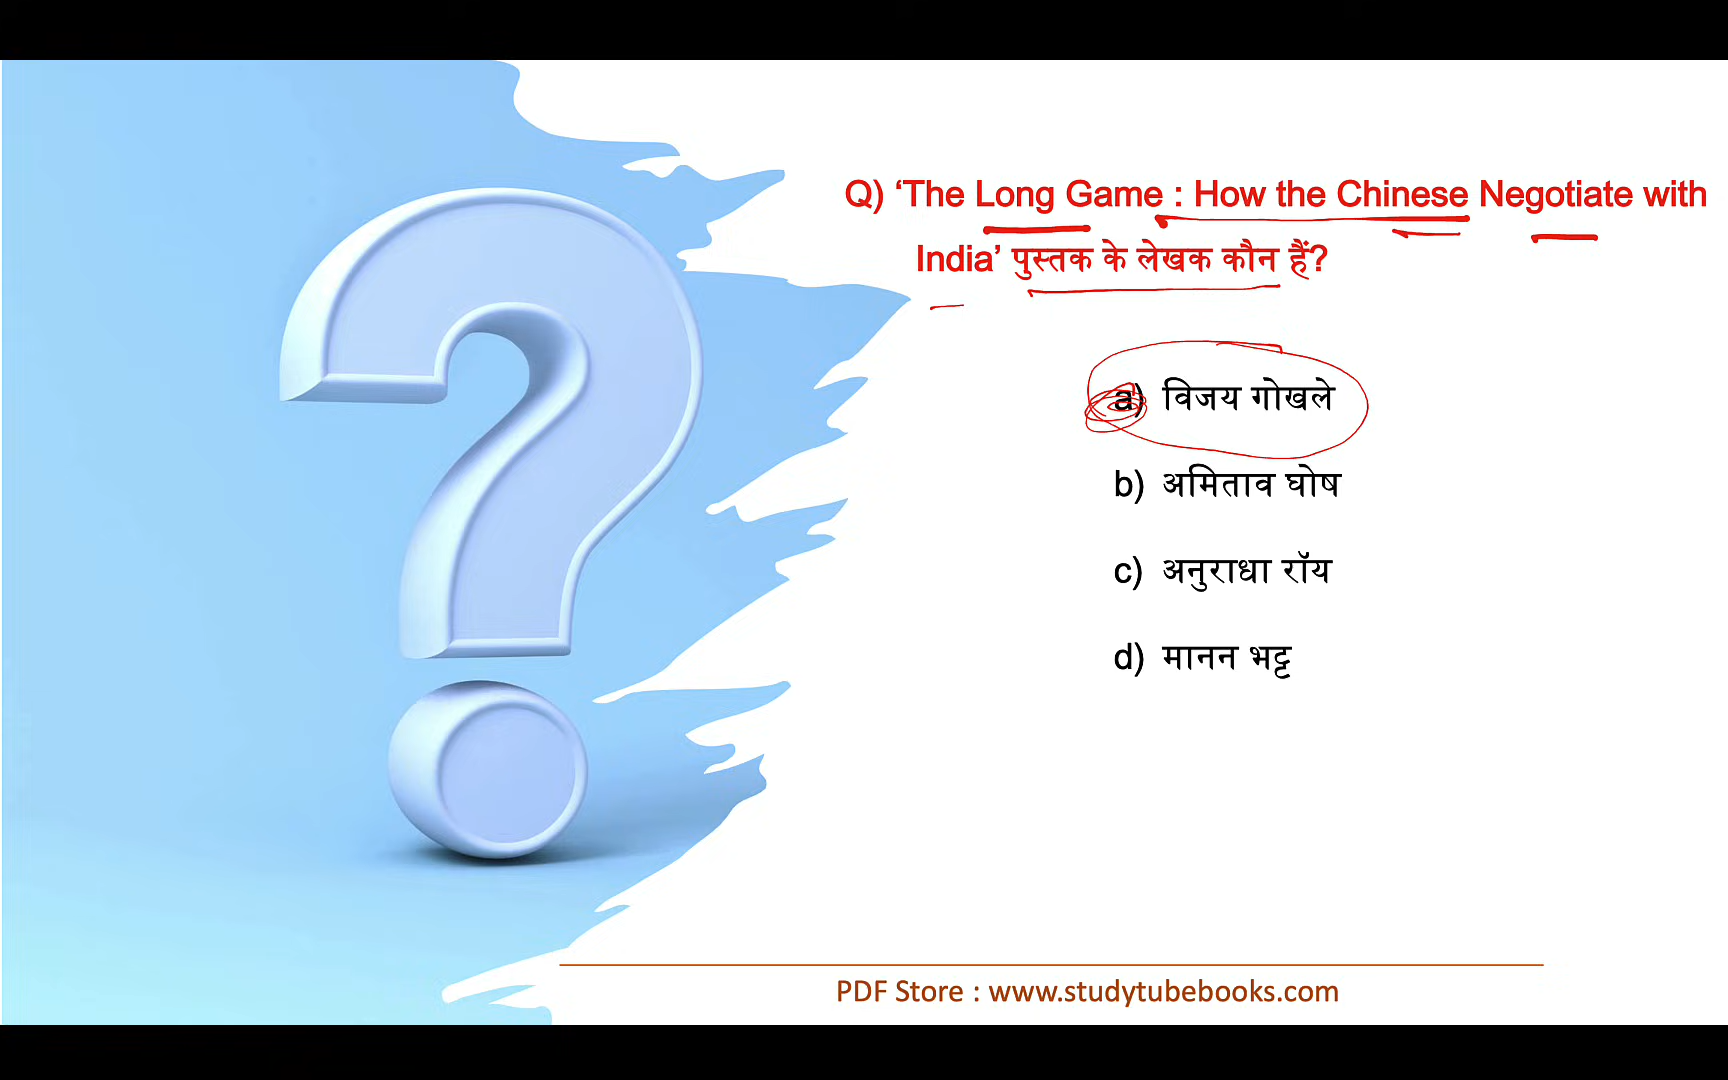 Q) ‘The Long Game : How the Chinese Negotiate with
India’ पुस्तक के लेखक कौन हैं?
a) विजय गोखले
b) अमिताव घोष
c) अनुराधा रॉय
d) मानन भट्ट
PDF Store : www.studytubebooks.com